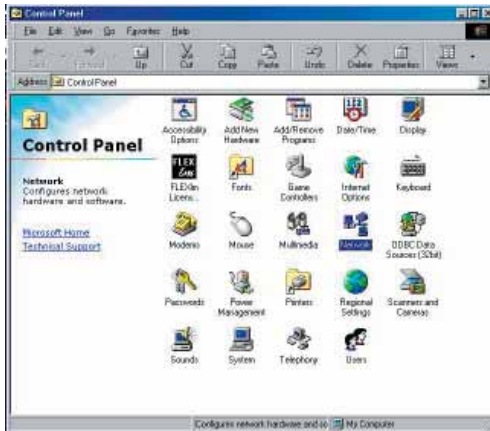 Control Panel
File Edit View Go Favorites Help
Up Cut Copy Paste Undo Delete Properties Views
Address Control Panel
Control Panel
Network
Configures network
hardware and software.
Microsoft Home
Technical Support
Accessibility
Options
Add New
Hardware
Add/Remove
Programs
Date/Time
Display
FLEXlm
Licens...
Fonts
Game
Controllers
Internet
Options
Keyboard
Modems
Mouse
Multimedia
Network
ODBC Data
Sources (32bit)
Passwords
Power
Management
Printers
Regional
Settings
Scanners and
Cameras
Sounds
System
Telephony
Users
Configures network hardware and so
My Computer